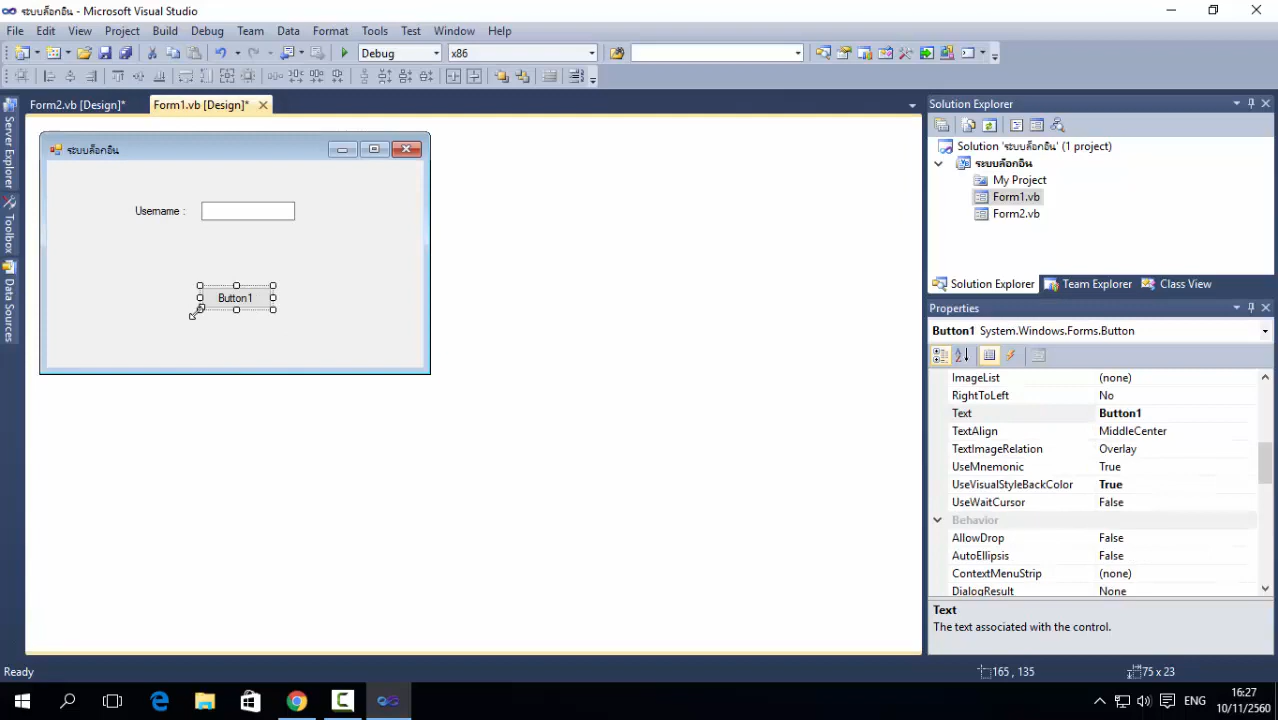 ระบบล็อกอิน - Microsoft Visual Studio
File Edit View Project Build Debug Team Data Format Tools Test Window Help
Debug x86
Form2.vb [Design]* Form1.vb [Design]*
Server Explorer
Toolbox
Data Sources
ระบบล็อกอิน
Username :
Button1
Solution Explorer
Solution 'ระบบล็อกอิน' (1 project)
ระบบล็อกอิน
My Project
Form1.vb
Form2.vb
Solution Explorer Team Explorer Class View
Properties
Button1 System.Windows.Forms.Button
ImageList (none)
RightToLeft No
Text Button1
TextAlign MiddleCenter
TextImageRelation Overlay
UseMnemonic True
UseVisualStyleBackColor True
UseWaitCursor False
Behavior
AllowDrop False
AutoEllipsis False
ContextMenuStrip (none)
DialogResult None
Text
The text associated with the control.
Ready 165 , 135 75 x 23
ENG 16:27
10/11/2560